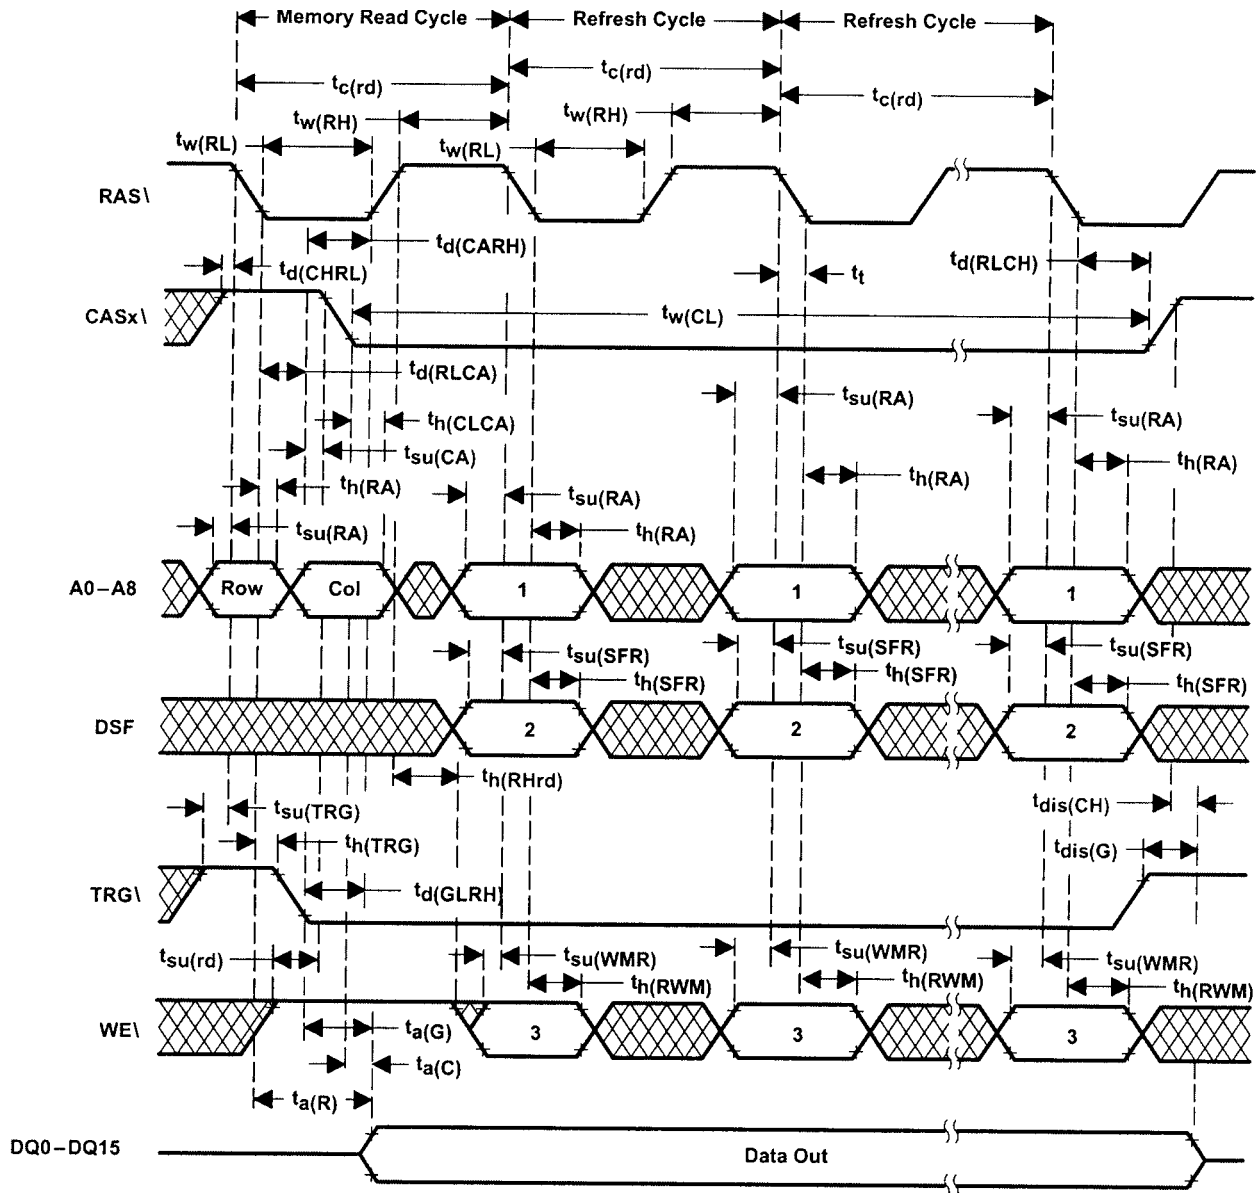 Memory Read Cycle Refresh Cycle Refresh Cycle
tc(rd) tc(rd) tc(rd)
tw(RH) tw(RH)
tw(RL) tw(RL)
RAS\
td(CARH)
td(CHRL) tt td(RLCH)
CASx\ tw(CL)
td(RLCA)
tsu(RA) tsu(RA)
th(CLCA)
tsu(CA)
th(RA) th(RA) th(RA)
tsu(RA) tsu(RA)
th(RA)
A0–A8 Row Col 1 1 1
tsu(SFR) tsu(SFR) tsu(SFR)
th(SFR) th(SFR) th(SFR)
DSF 2 2 2
th(RHrd)
tsu(TRG) tdis(CH)
th(TRG) tdis(G)
TRG\ td(GLRH)
tsu(rd) tsu(WMR) tsu(WMR) tsu(WMR)
th(RWM) th(RWM) th(RWM)
WE\ ta(G) 3 3 3
ta(C)
ta(R)
DQ0–DQ15 Data Out